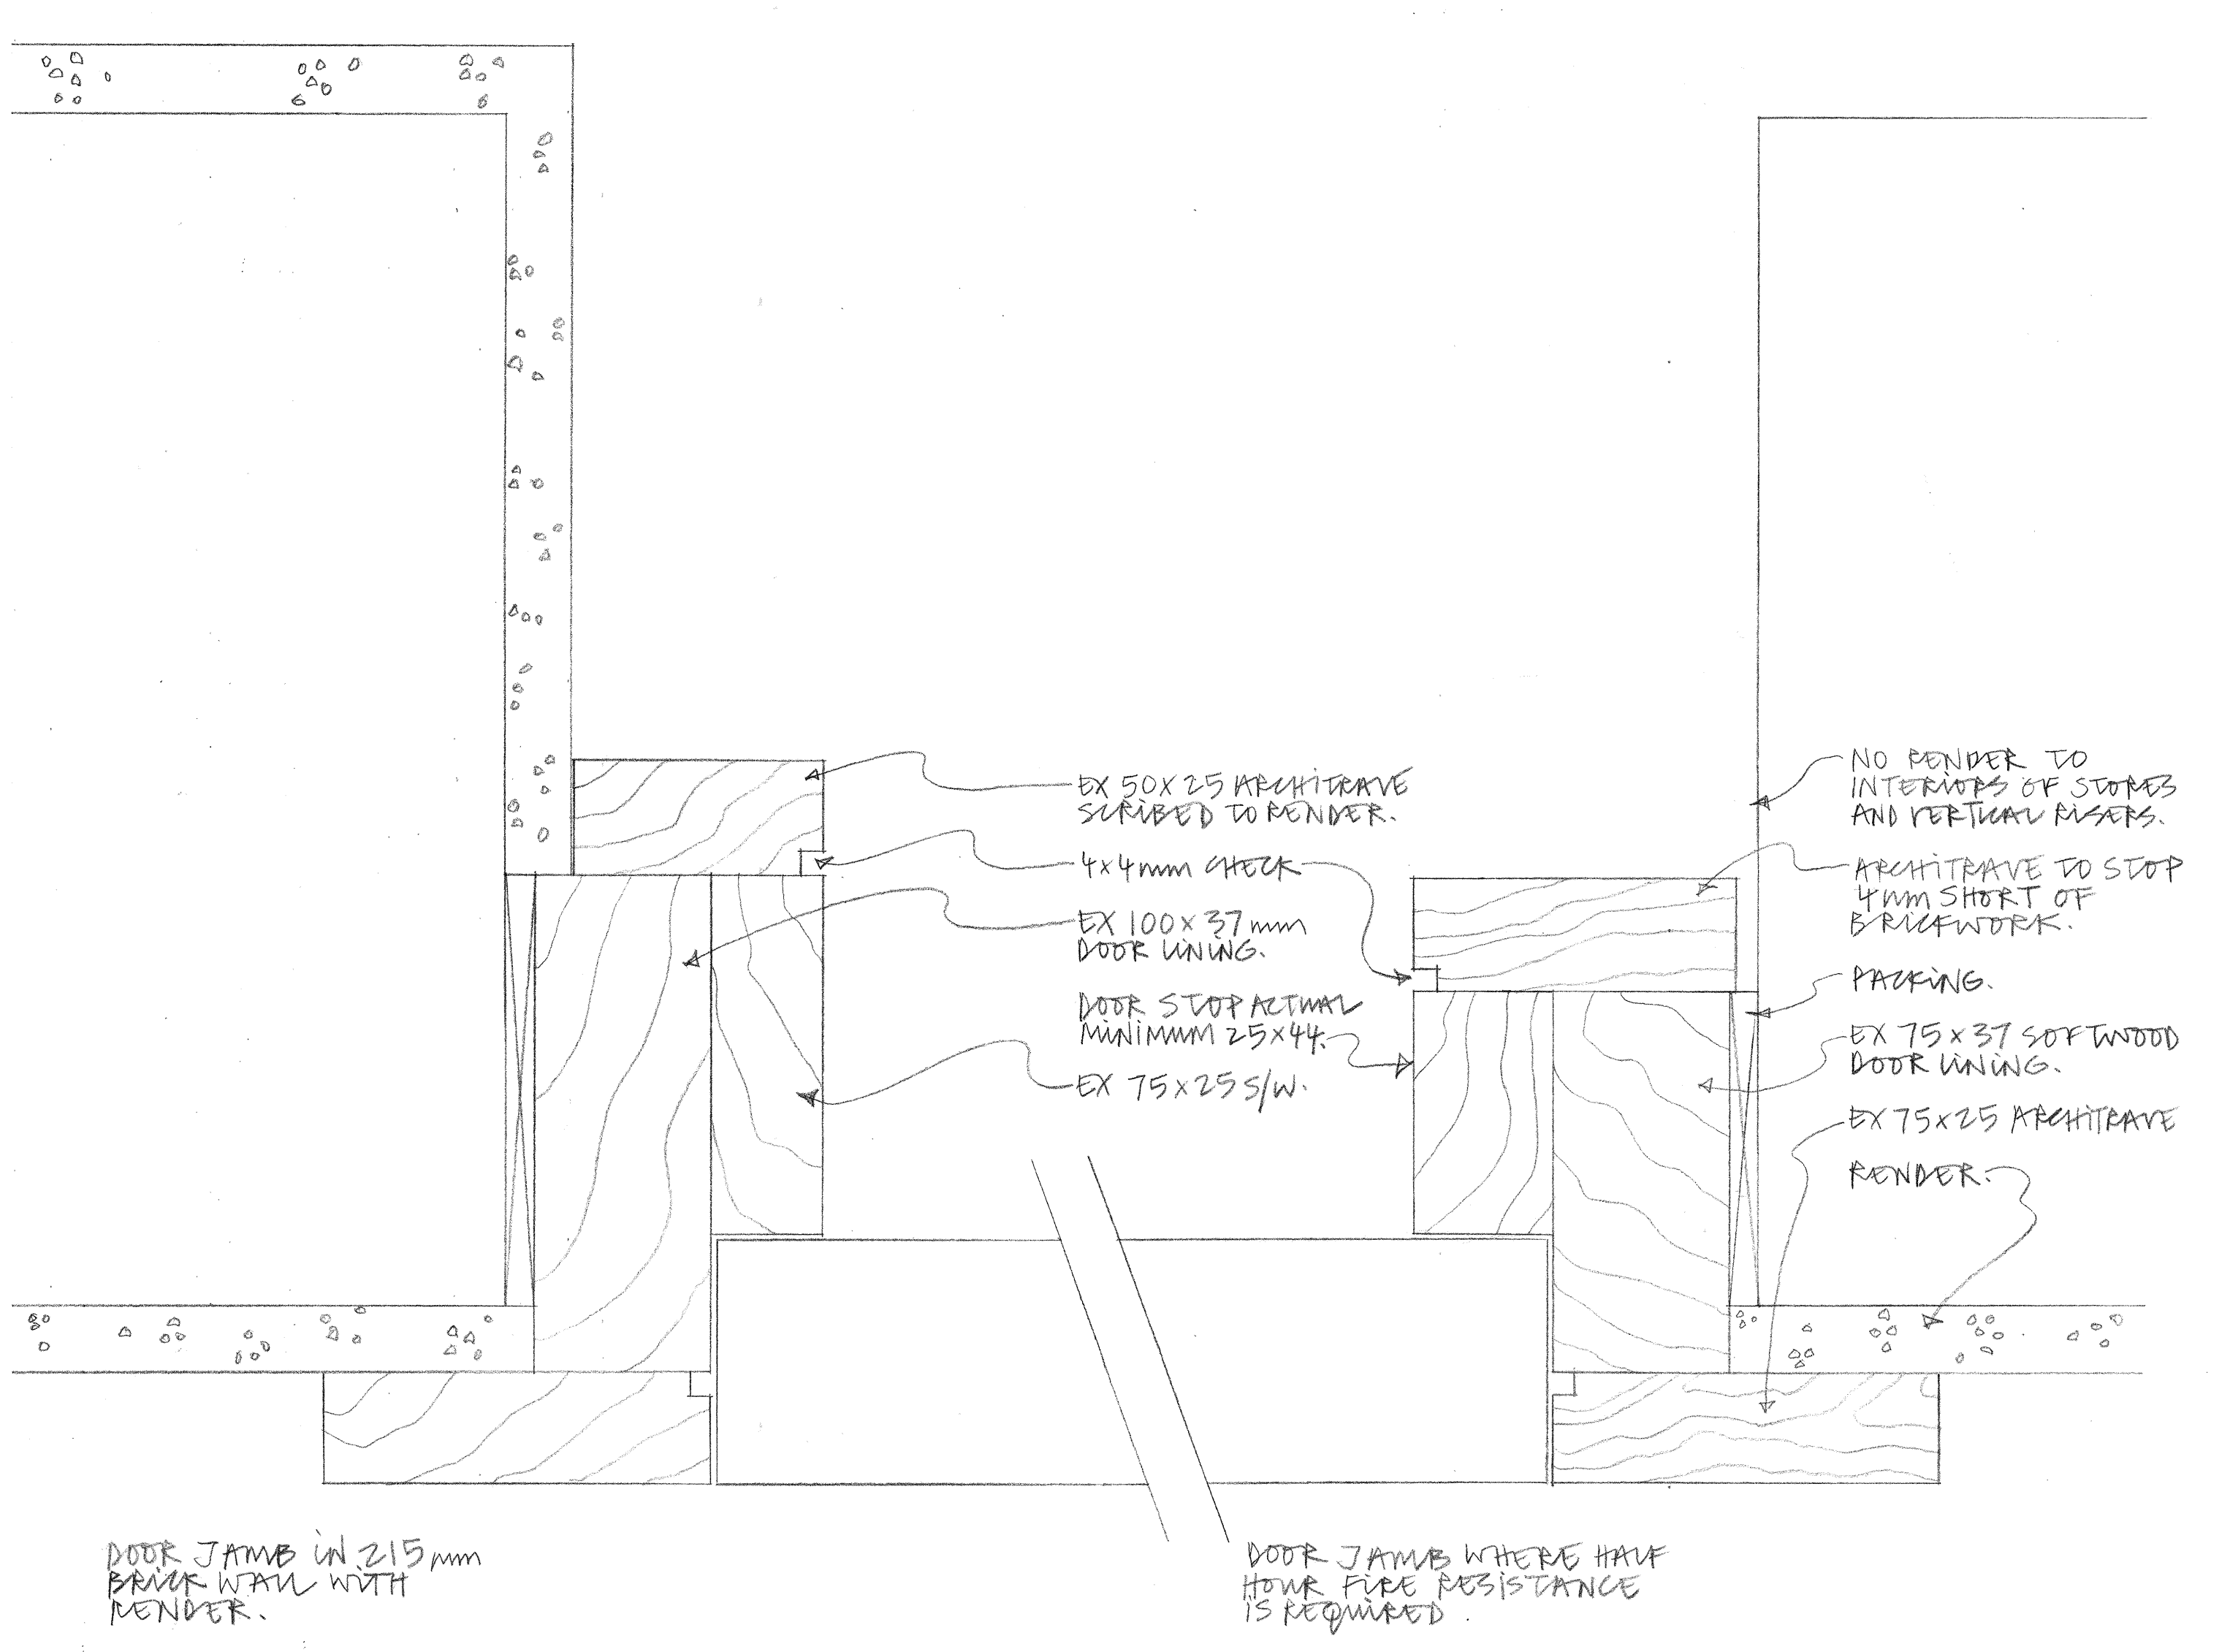 EX 50X25 ARCHITRAVE
SCRIBED TO RENDER.
4x4mm CHECK
EX 100x37mm
DOOR LINING.
DOOR STOP ACTUAL
MINIMUM 25x44.
EX 75x25 S/W.
NO RENDER TO
INTERIORS OF STORES
AND VERTICAL RISERS.
ARCHITRAVE TO STOP
4mm SHORT OF
BRICKWORK.
PACKING.
EX 75x37 SOFTWOOD
DOOR LINING.
EX 75x25 ARCHITRAVE
RENDER.
DOOR JAMB IN 215mm
BRICK WALL WITH
RENDER.
DOOR JAMB WHERE HALF
HOUR FIRE RESISTANCE
IS REQUIRED.